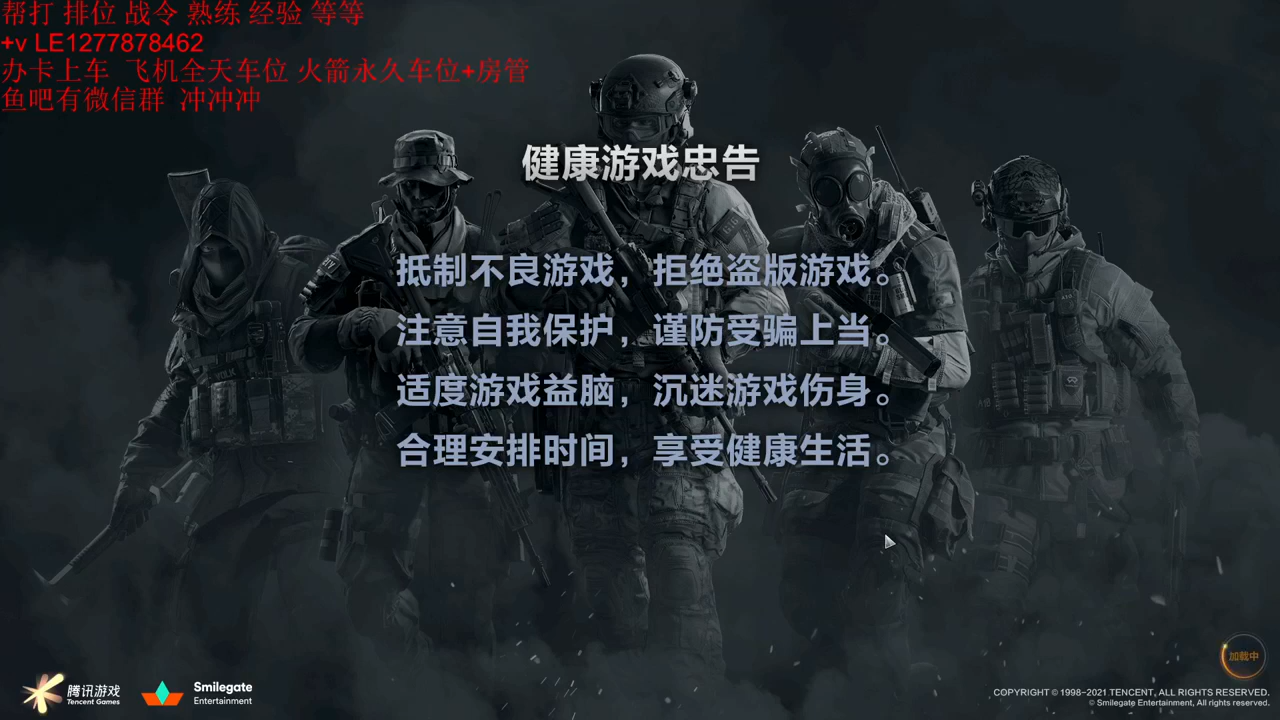 帮打 排位 战令 熟练 经验 等等
+v LE1277878462
办卡上车 飞机全天车位 火箭永久车位+房管
鱼吧有微信群 冲冲冲
健康游戏忠告
抵制不良游戏，拒绝盗版游戏。
注意自我保护，谨防受骗上当。
适度游戏益脑，沉迷游戏伤身。
合理安排时间，享受健康生活。
加载中
腾讯游戏
Tencent Games
Smilegate
Entertainment
COPYRIGHT © 1998-2021 TENCENT, ALL RIGHTS RESERVED.
© Smilegate Entertainment, All rights reserved.